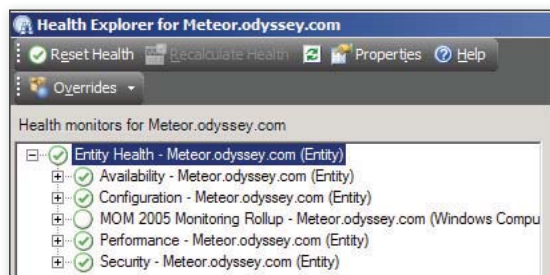 Health Explorer for Meteor.odyssey.com
Reset Health Recalculate Health Properties Help
Overrides
Health monitors for Meteor.odyssey.com
Entity Health - Meteor.odyssey.com (Entity)
Availability - Meteor.odyssey.com (Entity)
Configuration - Meteor.odyssey.com (Entity)
MOM 2005 Monitoring Rollup - Meteor.odyssey.com (Windows Compu
Performance - Meteor.odyssey.com (Entity)
Security - Meteor.odyssey.com (Entity)